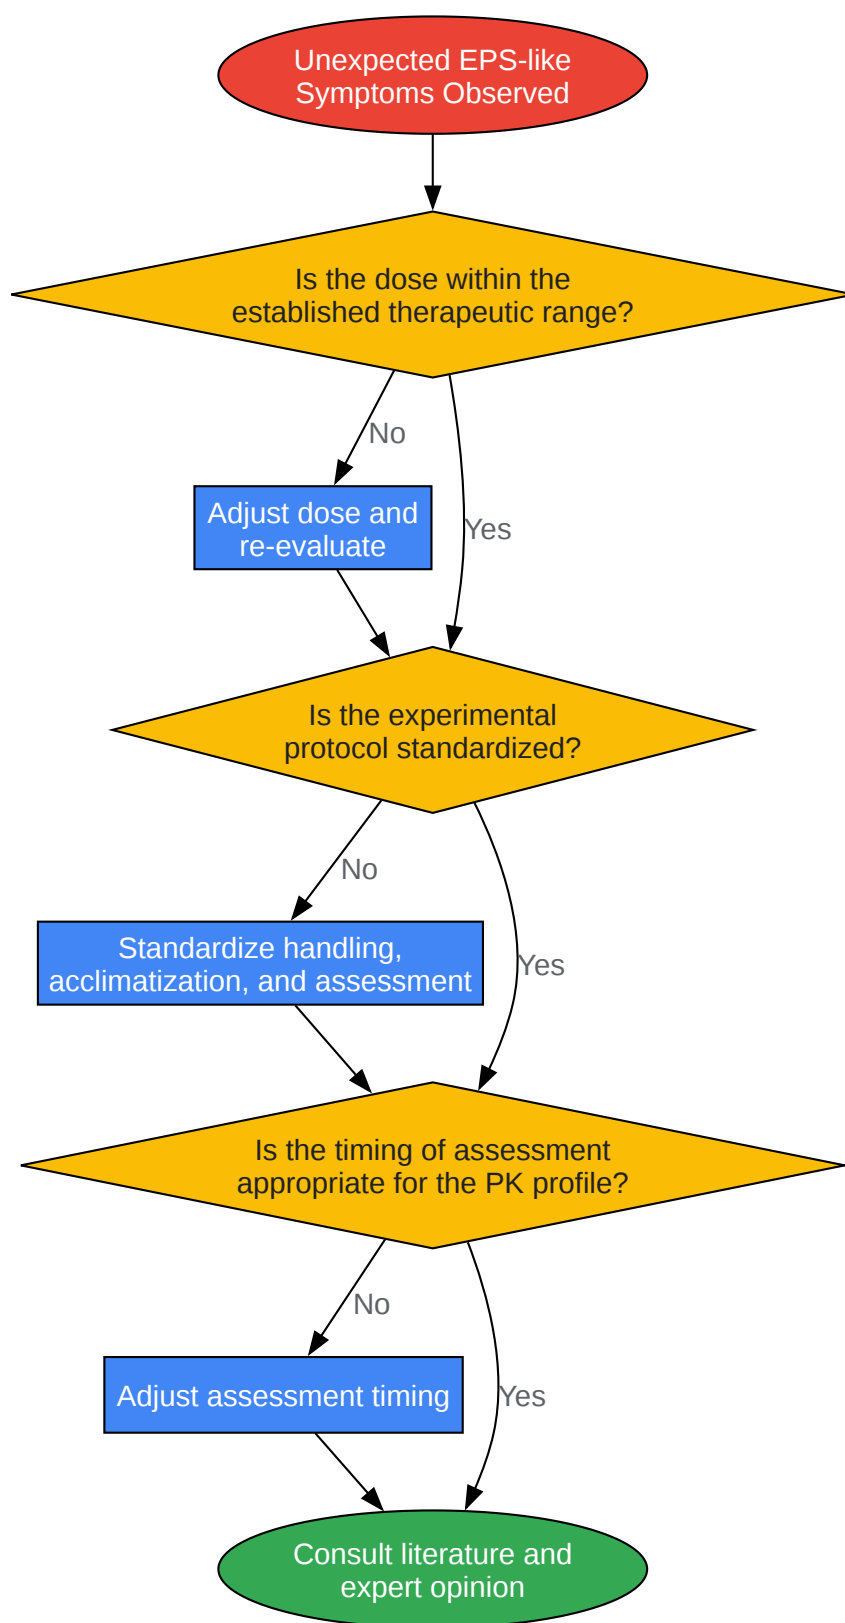 Unexpected EPS-like
Symptoms Observed
Is the dose within the
established therapeutic range?
No
Adjust dose and
re-evaluate
Yes
Is the experimental
protocol standardized?
No
Standardize handling,
acclimatization, and assessment
Yes
Is the timing of assessment
appropriate for the PK profile?
No
Adjust assessment timing
Yes
Consult literature and
expert opinion